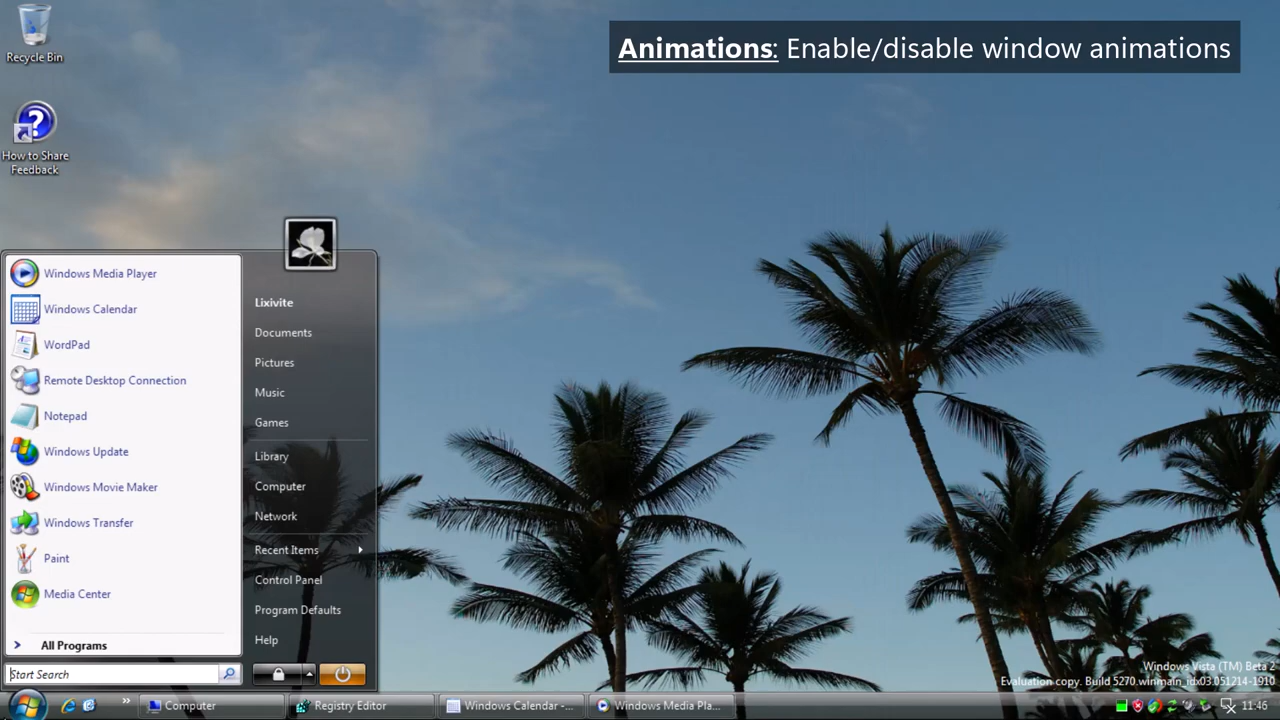 Recycle Bin
How to Share
Feedback
Animations: Enable/disable window animations
Windows Media Player
Windows Calendar
WordPad
Remote Desktop Connection
Notepad
Windows Update
Windows Movie Maker
Windows Transfer
Paint
Media Center
All Programs
Start Search
Lixivite
Documents
Pictures
Music
Games
Library
Computer
Network
Recent Items
Control Panel
Program Defaults
Help
Windows Vista (TM) Beta 2
Evaluation copy. Build 5270.winmain_idx03.051214-1910
Computer
Registry Editor
Windows Calendar -...
Windows Media Pla...
11:46